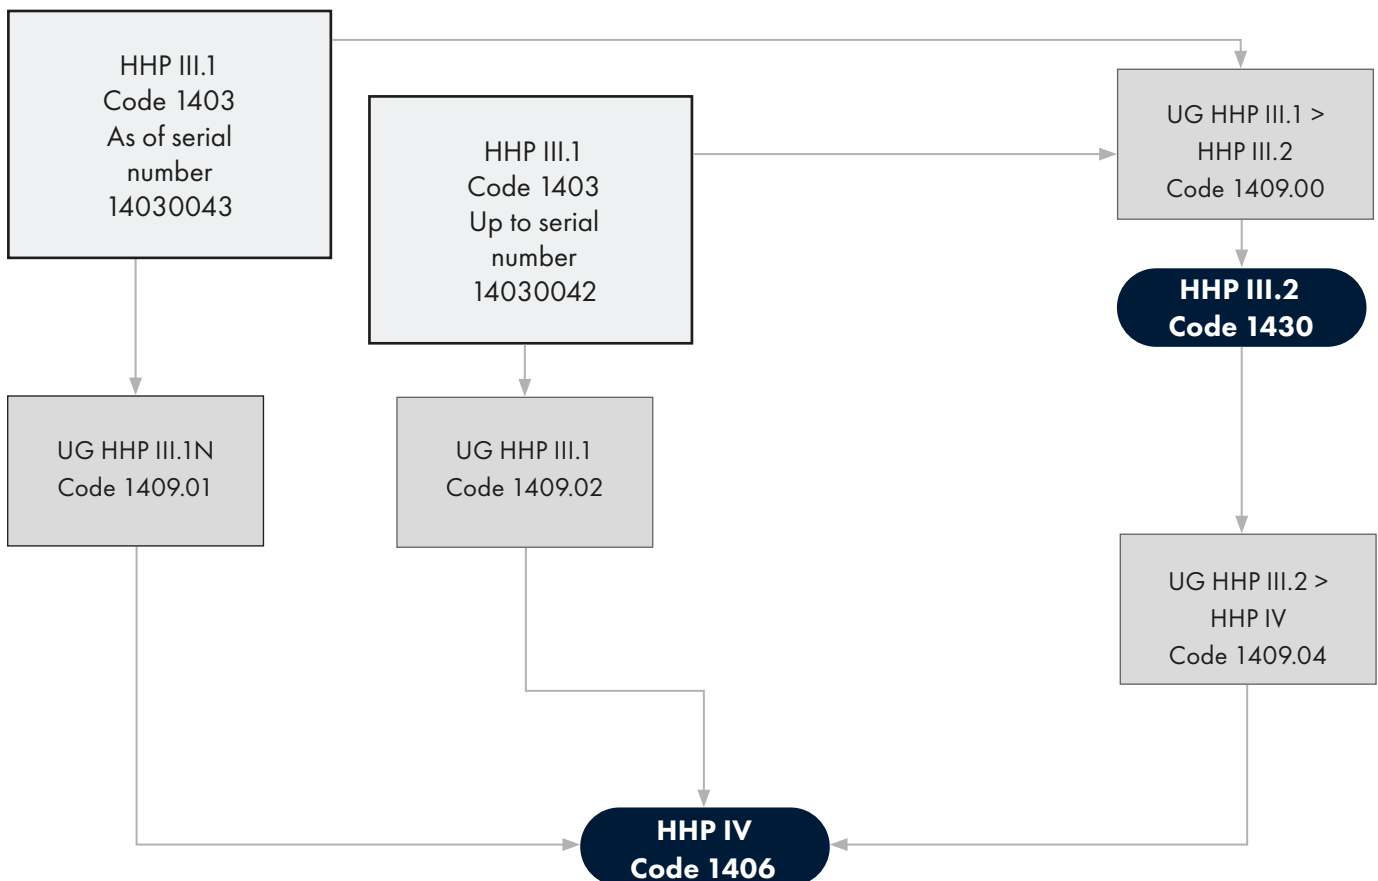 HHP III.1
Code 1403
As of serial
number
14030043
HHP III.1
Code 1403
Up to serial
number
14030042
UG HHP III.1 >
HHP III.2
Code 1409.00
HHP III.2
Code 1430
UG HHP III.1N
Code 1409.01
UG HHP III.1
Code 1409.02
UG HHP III.2 >
HHP IV
Code 1409.04
HHP IV
Code 1406